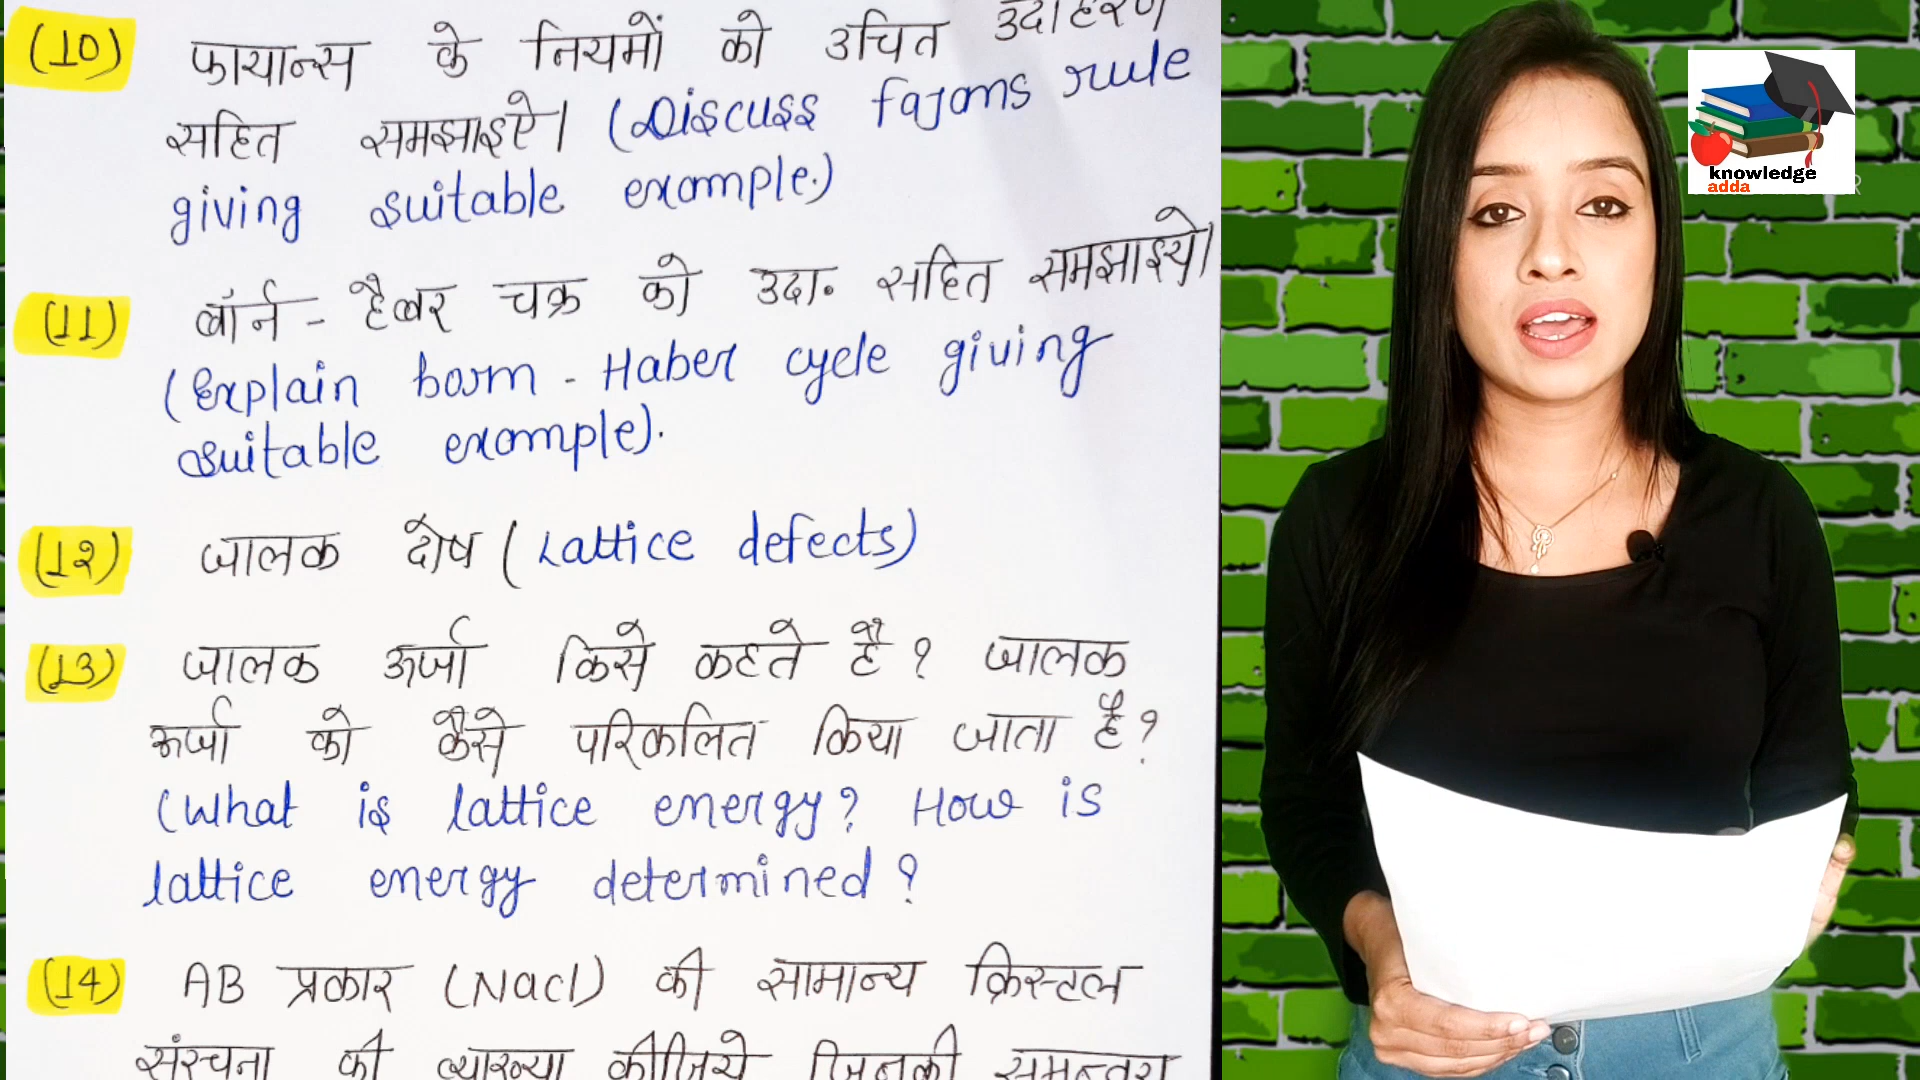 (10) फायान्स के नियमों को उचित उदाहरण
सहित समझाइऐ। (Discuss fajans rule
giving suitable example.)
(11) बॉर्न - हैबर चक्र को उदा. सहित समझाइये।
(Explain born - Haber cycle giving
suitable example).
(12) जालक दोष (Lattice defects)
(13) जालक ऊर्जा किसे कहते है ? जालक
ऊर्जा को कैसे परिकलित किया जाता है ?
(What is lattice energy? How is
lattice energy determined ?
(14) AB प्रकार (Nacl) की सामान्य क्रिस्टल
संरचना की व्याख्या कीजिये जिनकी
knowledge
adda